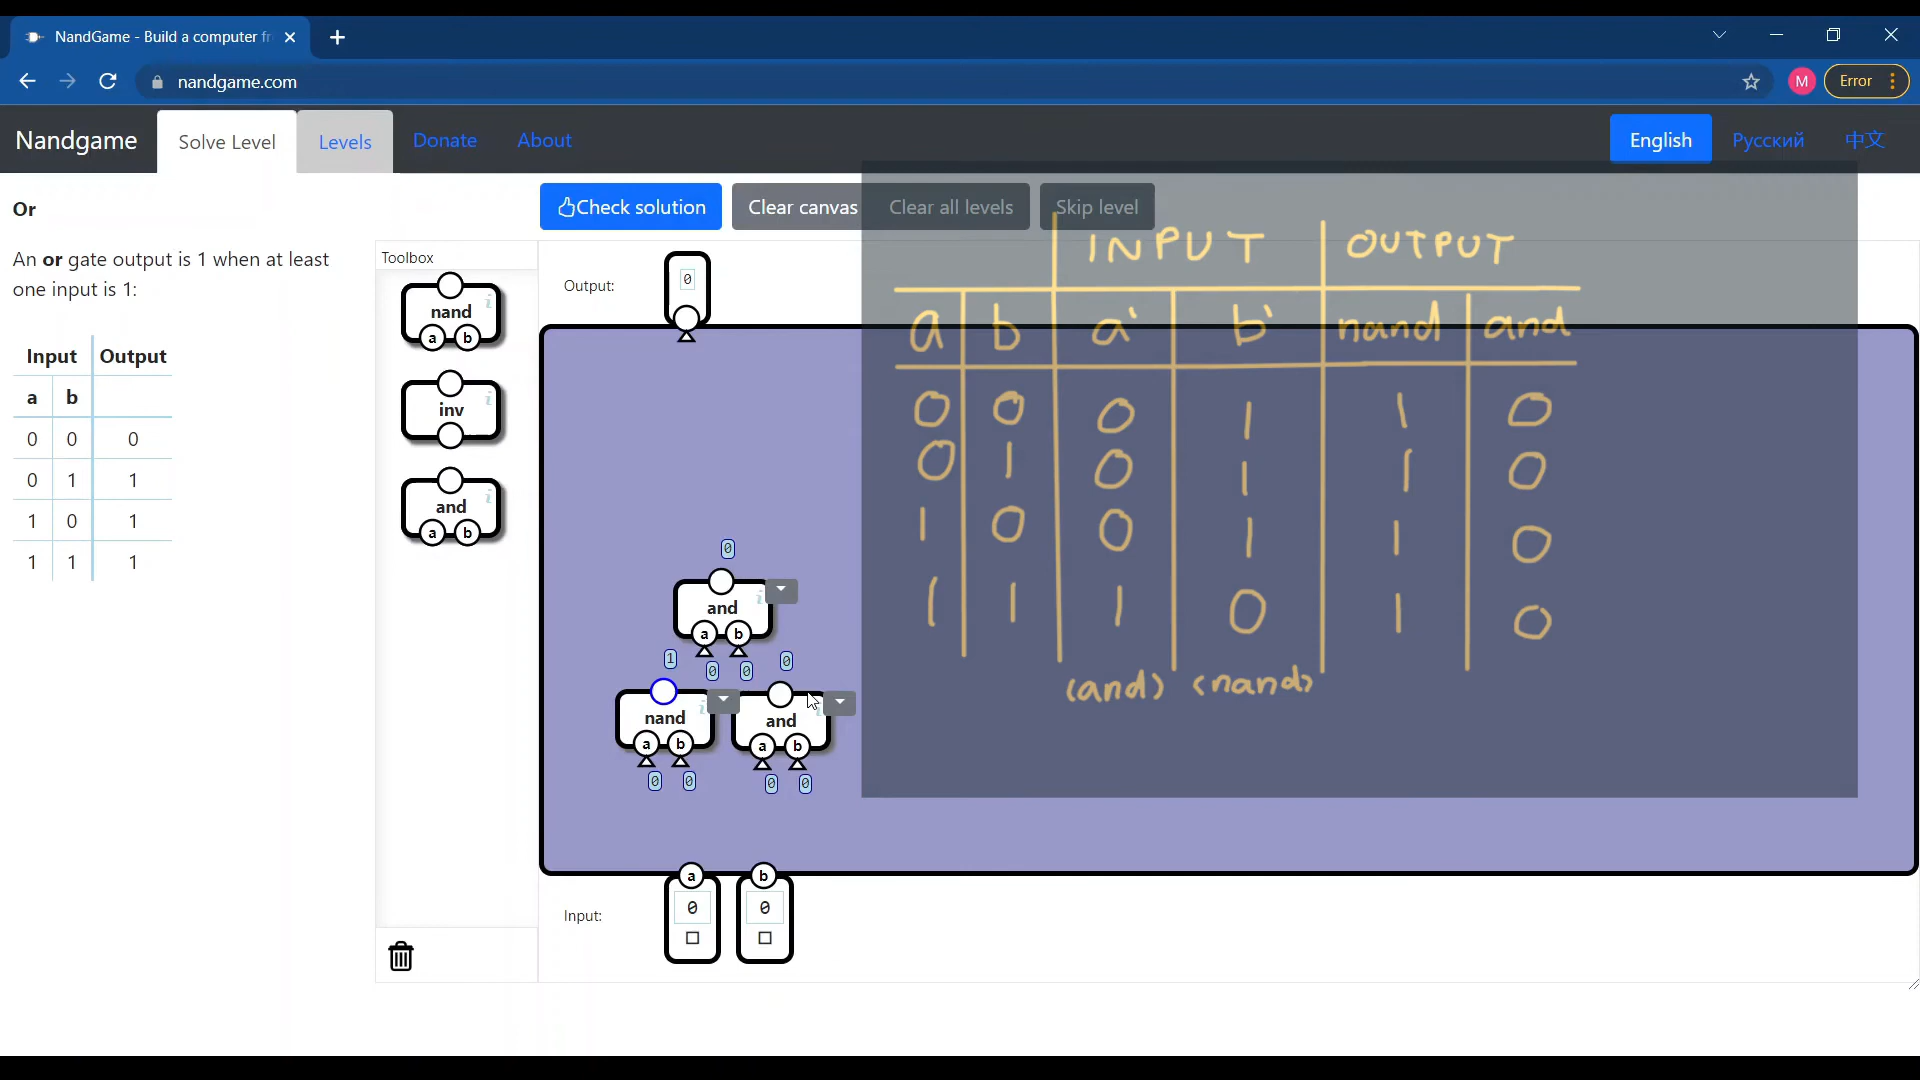 NandGame - Build a computer fr
nandgame.com
M
Error
Nandgame
Solve Level
Levels
Donate
About
English
Русский
中文
Or
An or gate output is 1 when at least
one input is 1:
Input Output
a b
0 0 0
0 1 1
1 0 1
1 1 1
Check solution
Clear canvas
Clear all levels
Skip level
Toolbox
nand
a b
inv
and
a b
Output:
0
0
and
a b
1 0 0 0
nand
a b
0 0
and
a b
0 0
Input:
a b
0 0
INPUT OUTPUT
a b a' b' nand and
0 0 0 1 1 0
0 1 0 1 1 0
1 0 0 1 1 0
1 1 1 0 1 0
(and) (nand)